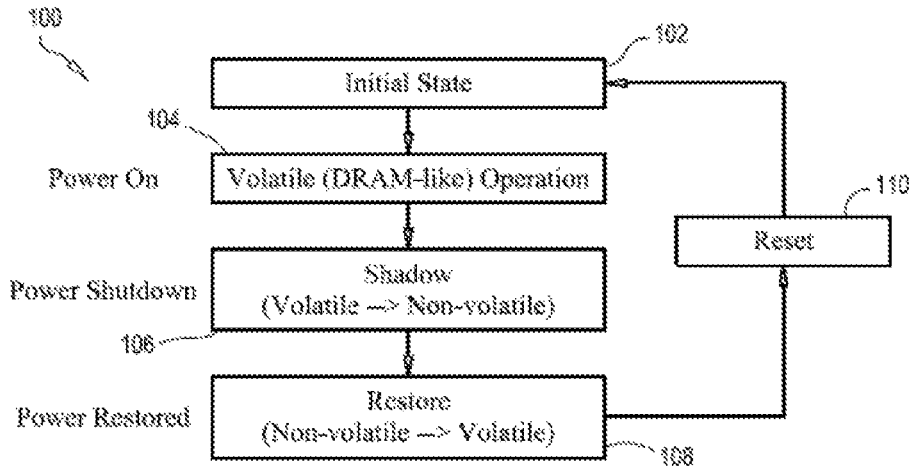 100
102
Initial State
104
Power On
Volatile (DRAM-like) Operation
110
Reset
Power Shutdown
Shadow
(Volatile --> Non-volatile)
106
Power Restored
Restore
(Non-volatile --> Volatile)
108